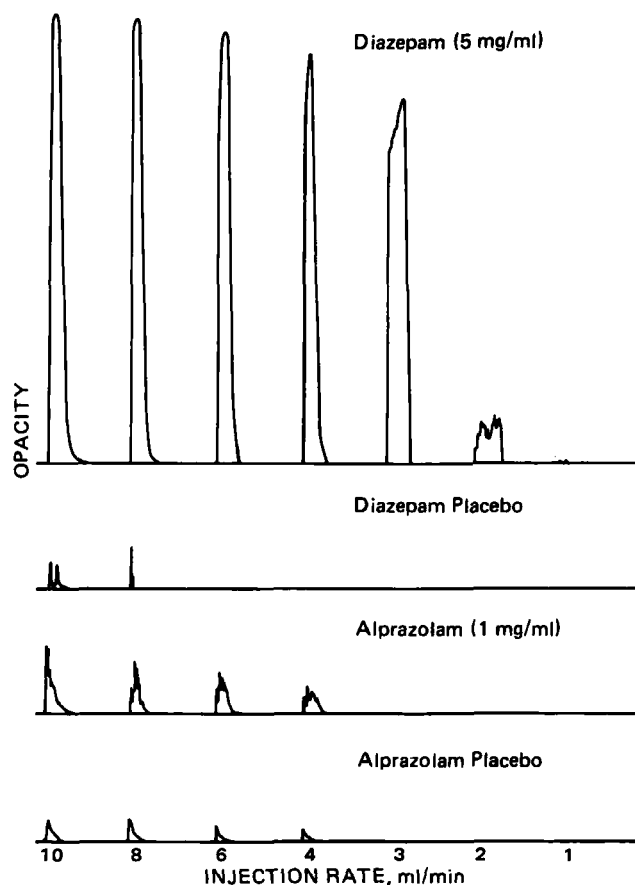 Diazepam (5 mg/ml)
OPACITY
Diazepam Placebo
Alprazolam (1 mg/ml)
Alprazolam Placebo
10 8 6 4 3 2 1
INJECTION RATE, ml/min